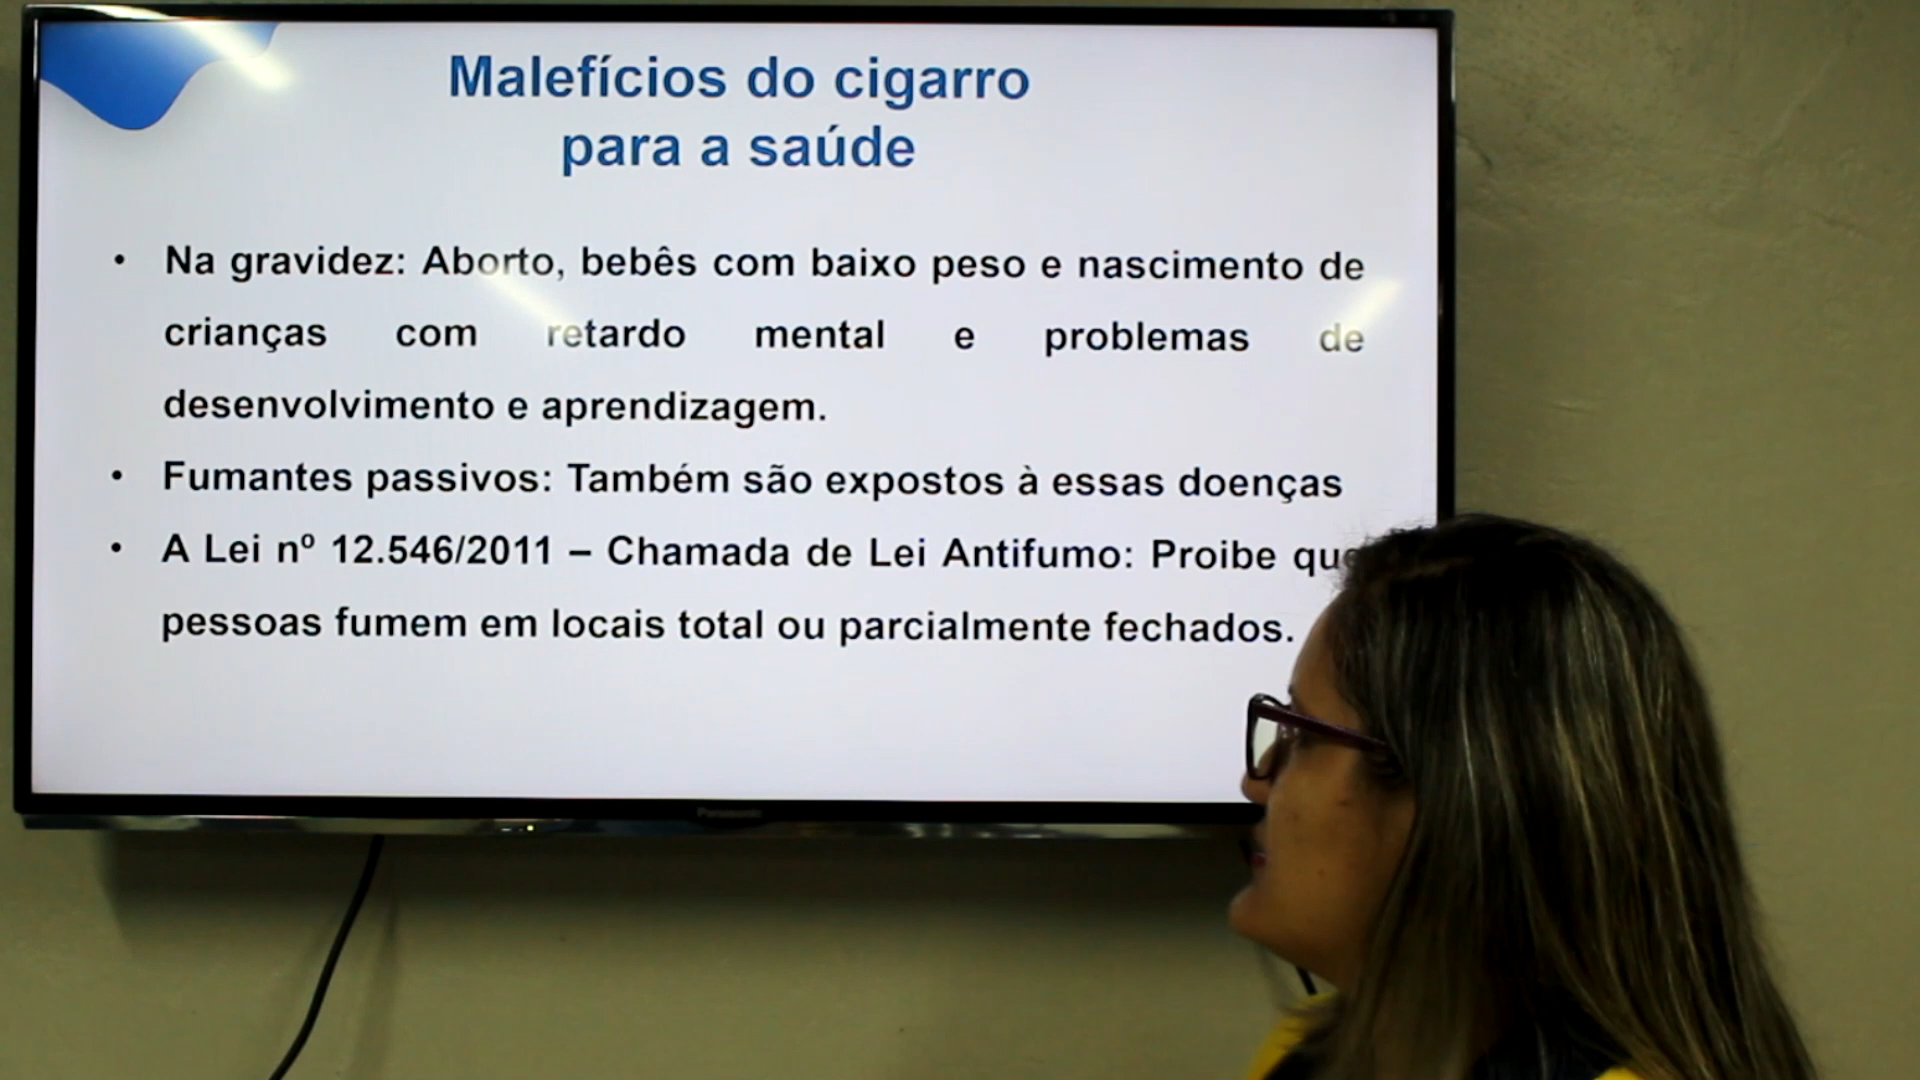 Malefícios do cigarro
para a saúde
• Na gravidez: Aborto, bebês com baixo peso e nascimento de
crianças com retardo mental e problemas de
desenvolvimento e aprendizagem.
• Fumantes passivos: Também são expostos à essas doenças
• A Lei nº 12.546/2011 – Chamada de Lei Antifumo: Proibe que
pessoas fumem em locais total ou parcialmente fechados.
Panasonic